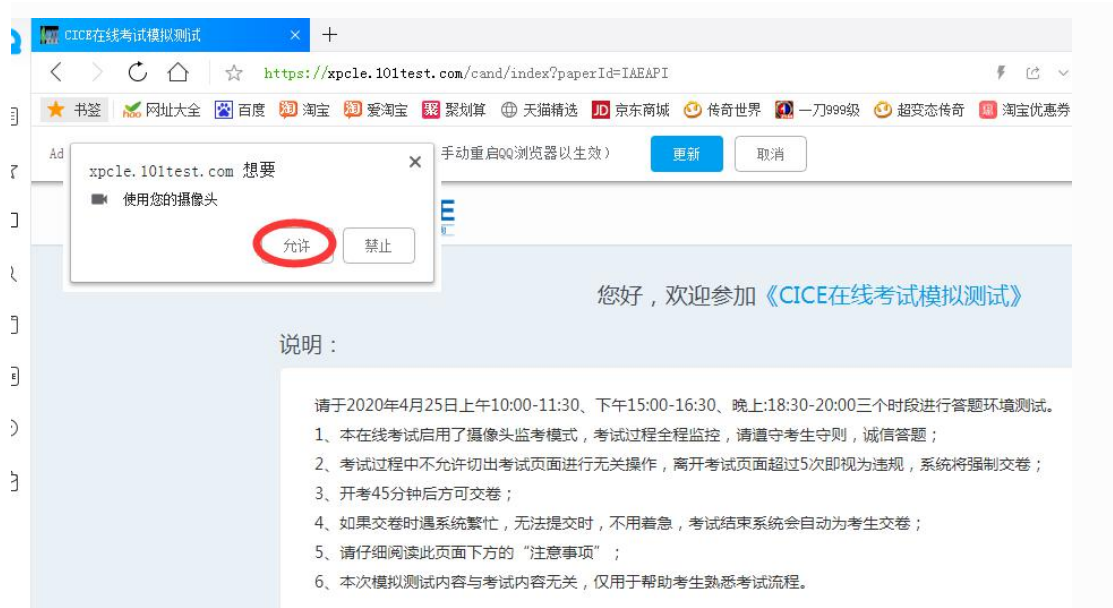 CICE在线考试模拟测试
https://xpcle.101test.com/cand/index?paperId=IAEAPI
书签 网址大全 百度 淘宝 爱淘宝 聚划算 天猫精选 JD 京东商城 传奇世界 一刀999级 超变态传奇 淘宝优惠券
Ad 手动重启QQ浏览器以生效） 更新 取消
xpcle.101test.com 想要
使用您的摄像头
允许 禁止
您好，欢迎参加《CICE在线考试模拟测试》
说明：
请于2020年4月25日上午10:00-11:30、下午15:00-16:30、晚上:18:30-20:00三个时段进行答题环境测试。
1、本在线考试启用了摄像头监考模式，考试过程全程监控，请遵守考生守则，诚信答题；
2、考试过程中不允许切出考试页面进行无关操作，离开考试页面超过5次即视为违规，系统将强制交卷；
3、开考45分钟后方可交卷；
4、如果交卷时遇系统繁忙，无法提交时，不用着急，考试结束系统会自动为考生交卷；
5、请仔细阅读此页面下方的“注意事项”；
6、本次模拟测试内容与考试内容无关，仅用于帮助考生熟悉考试流程。